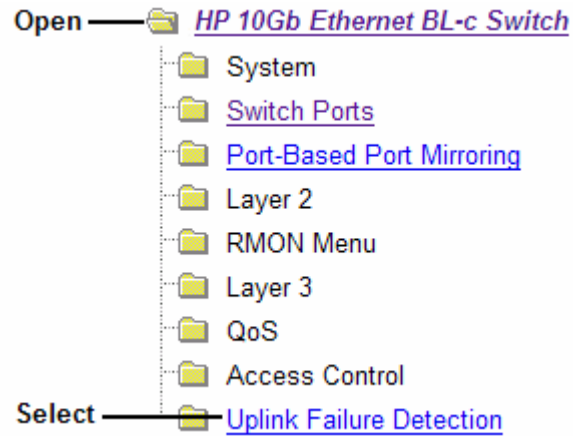 Open HP 10Gb Ethernet BL-c Switch
System
Switch Ports
Port-Based Port Mirroring
Layer 2
RMON Menu
Layer 3
QoS
Access Control
Select Uplink Failure Detection